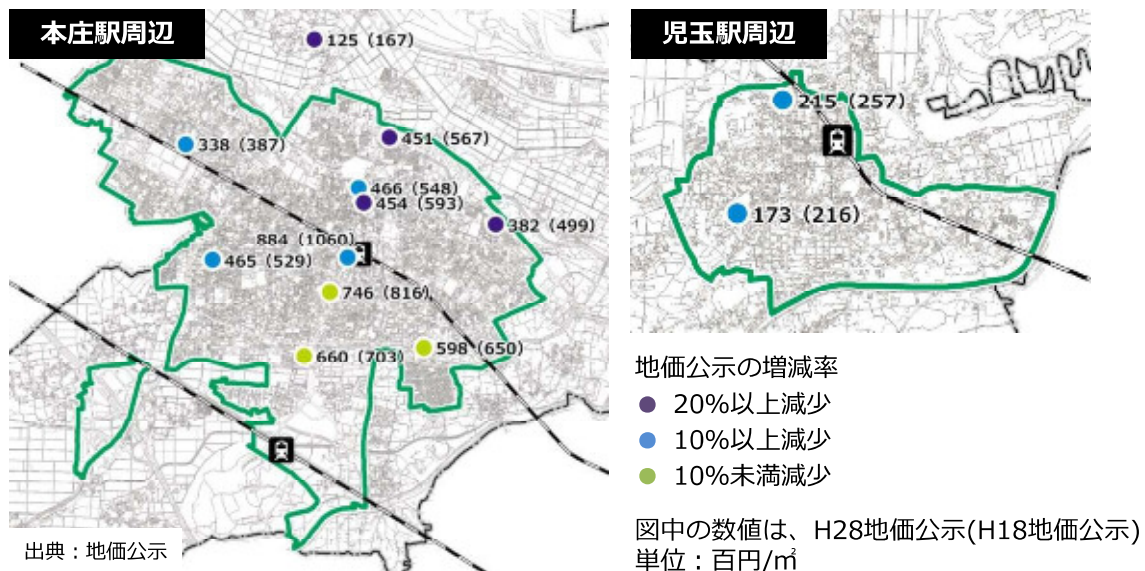 本庄駅周辺
125（167）
338（387）
451（567）
466（548）
454（593）
382（499）
884（1060）
465（529）
746（816）
660（703）
598（650）
出典：地価公示
児玉駅周辺
215（257）
173（216）
地価公示の増減率
20%以上減少
10%以上減少
10%未満減少
図中の数値は、H28地価公示(H18地価公示)
単位：百円/㎡